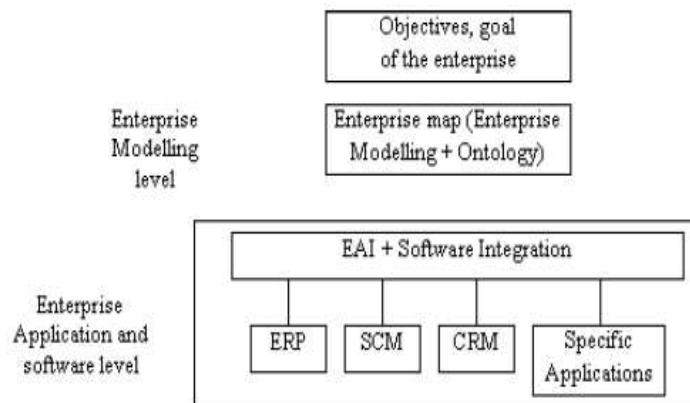 Objectives, goal
of the enterprise
Enterprise
Modelling
level
Enterprise map (Enterprise
Modelling + Ontology)
EAI + Software Integration
Enterprise
Application and
software level
ERP
SCM
CRM
Specific
Applications